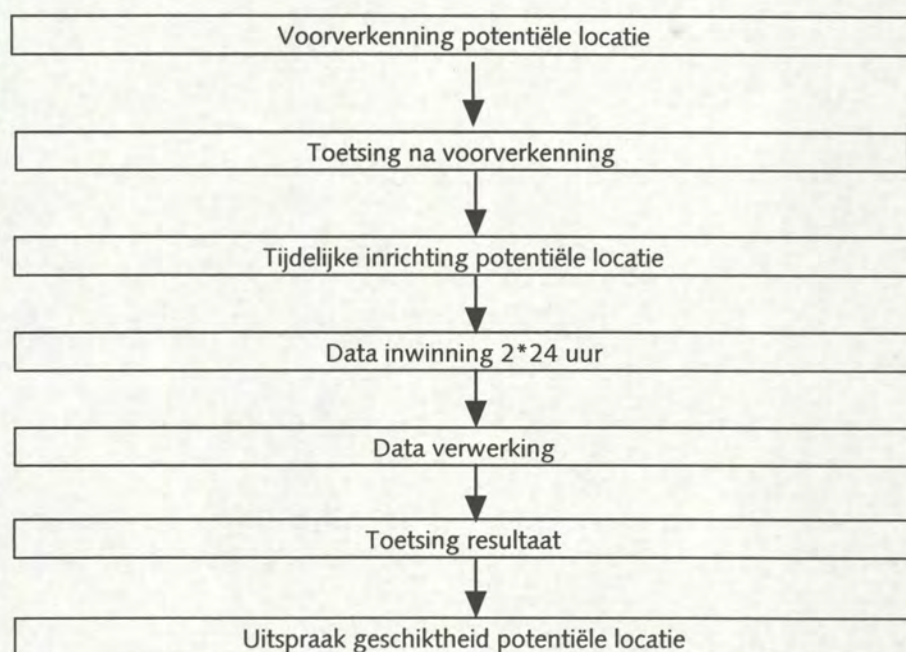 Voorverkenning potentiële locatie
Toetsing na voorverkenning
Tijdelijke inrichting potentiële locatie
Data inwinning 2*24 uur
Data verwerking
Toetsing resultaat
Uitspraak geschiktheid potentiële locatie